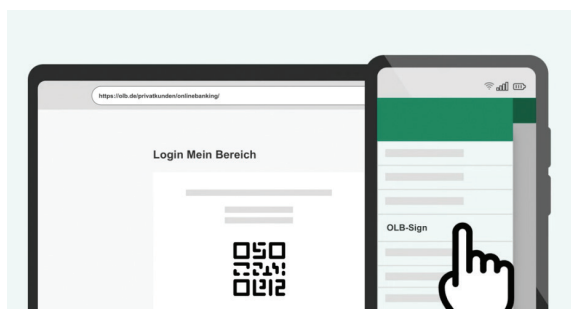 https://olb.de/privatkunden/onlinebanking/
Login Mein Bereich
OLB-Sign